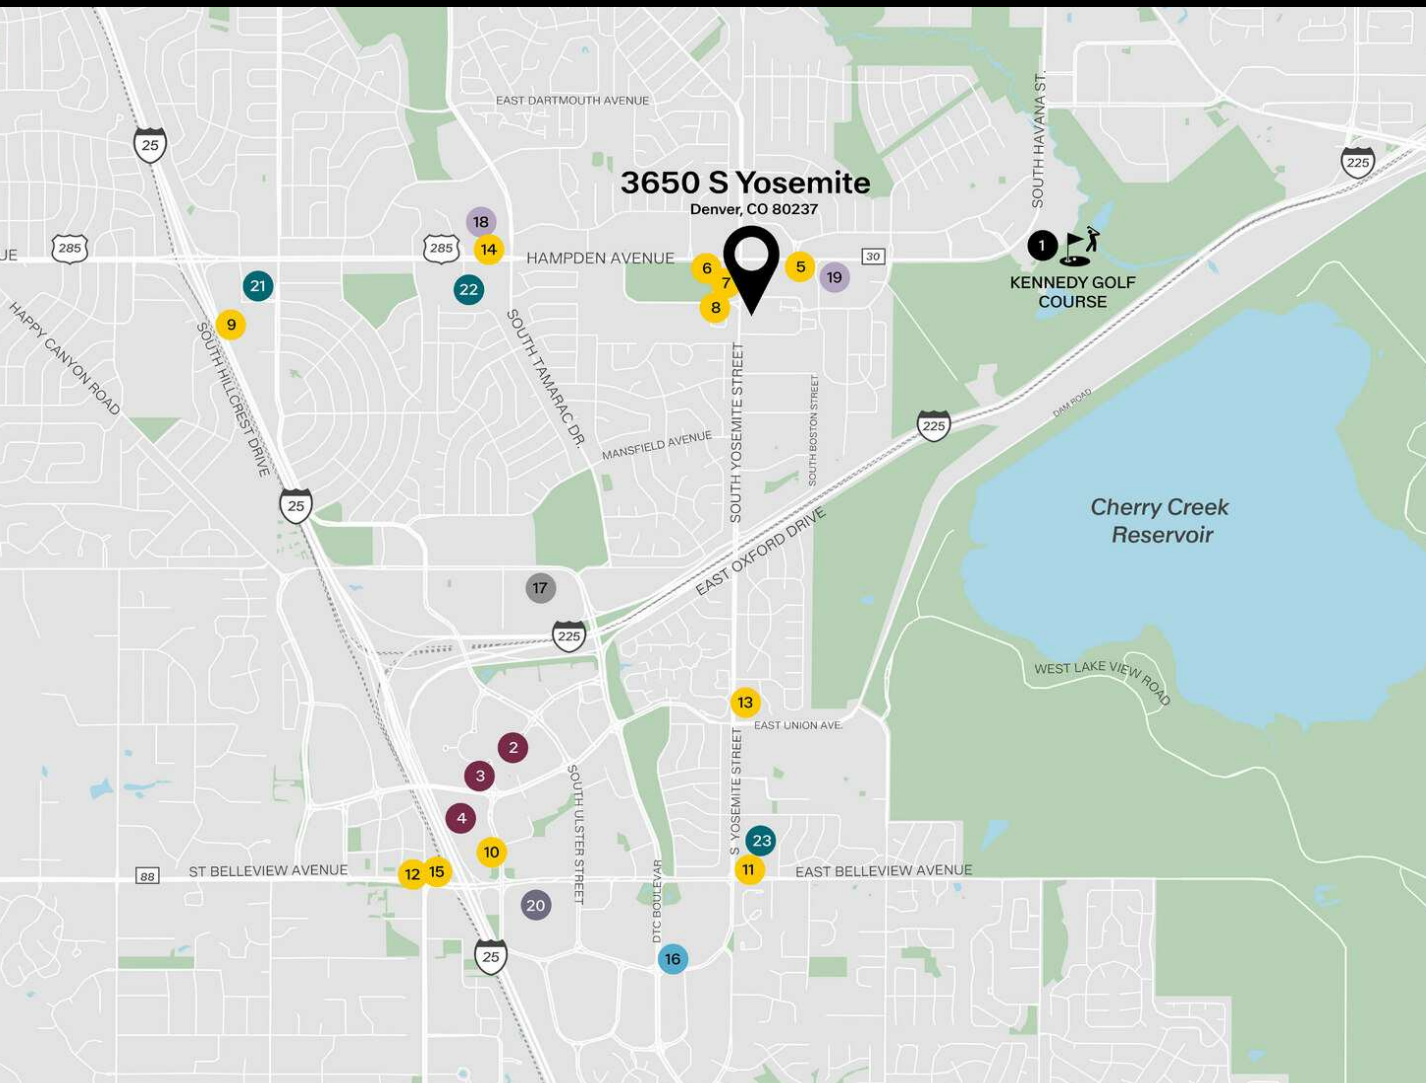 EAST DARTMOUTH AVENUE
SOUTH HAVANA ST.
25
225
3650 S Yosemite
Denver, CO 80237
18
285
285
14
UE
HAMPDEN AVENUE
6
7
5
19
30
1
KENNEDY GOLF
COURSE
21
22
8
9
HAPPY CANYON ROAD
SOUTH HILLCREST DRIVE
SOUTH TAMARAC DR.
MANSFIELD AVENUE
SOUTH YOSEMITE STREET
SOUTH BOSTON STREET
DAM ROAD
225
25
Cherry Creek
Reservoir
EAST OXFORD DRIVE
17
225
WEST LAKE VIEW ROAD
13
EAST UNION AVE.
2
3
4
SOUTH ULSTER STREET
S YOSEMITE STREET
23
10
12
15
11
88
ST BELLEVIEW AVENUE
EAST BELLEVIEW AVENUE
DTC BOULEVAR
20
25
16